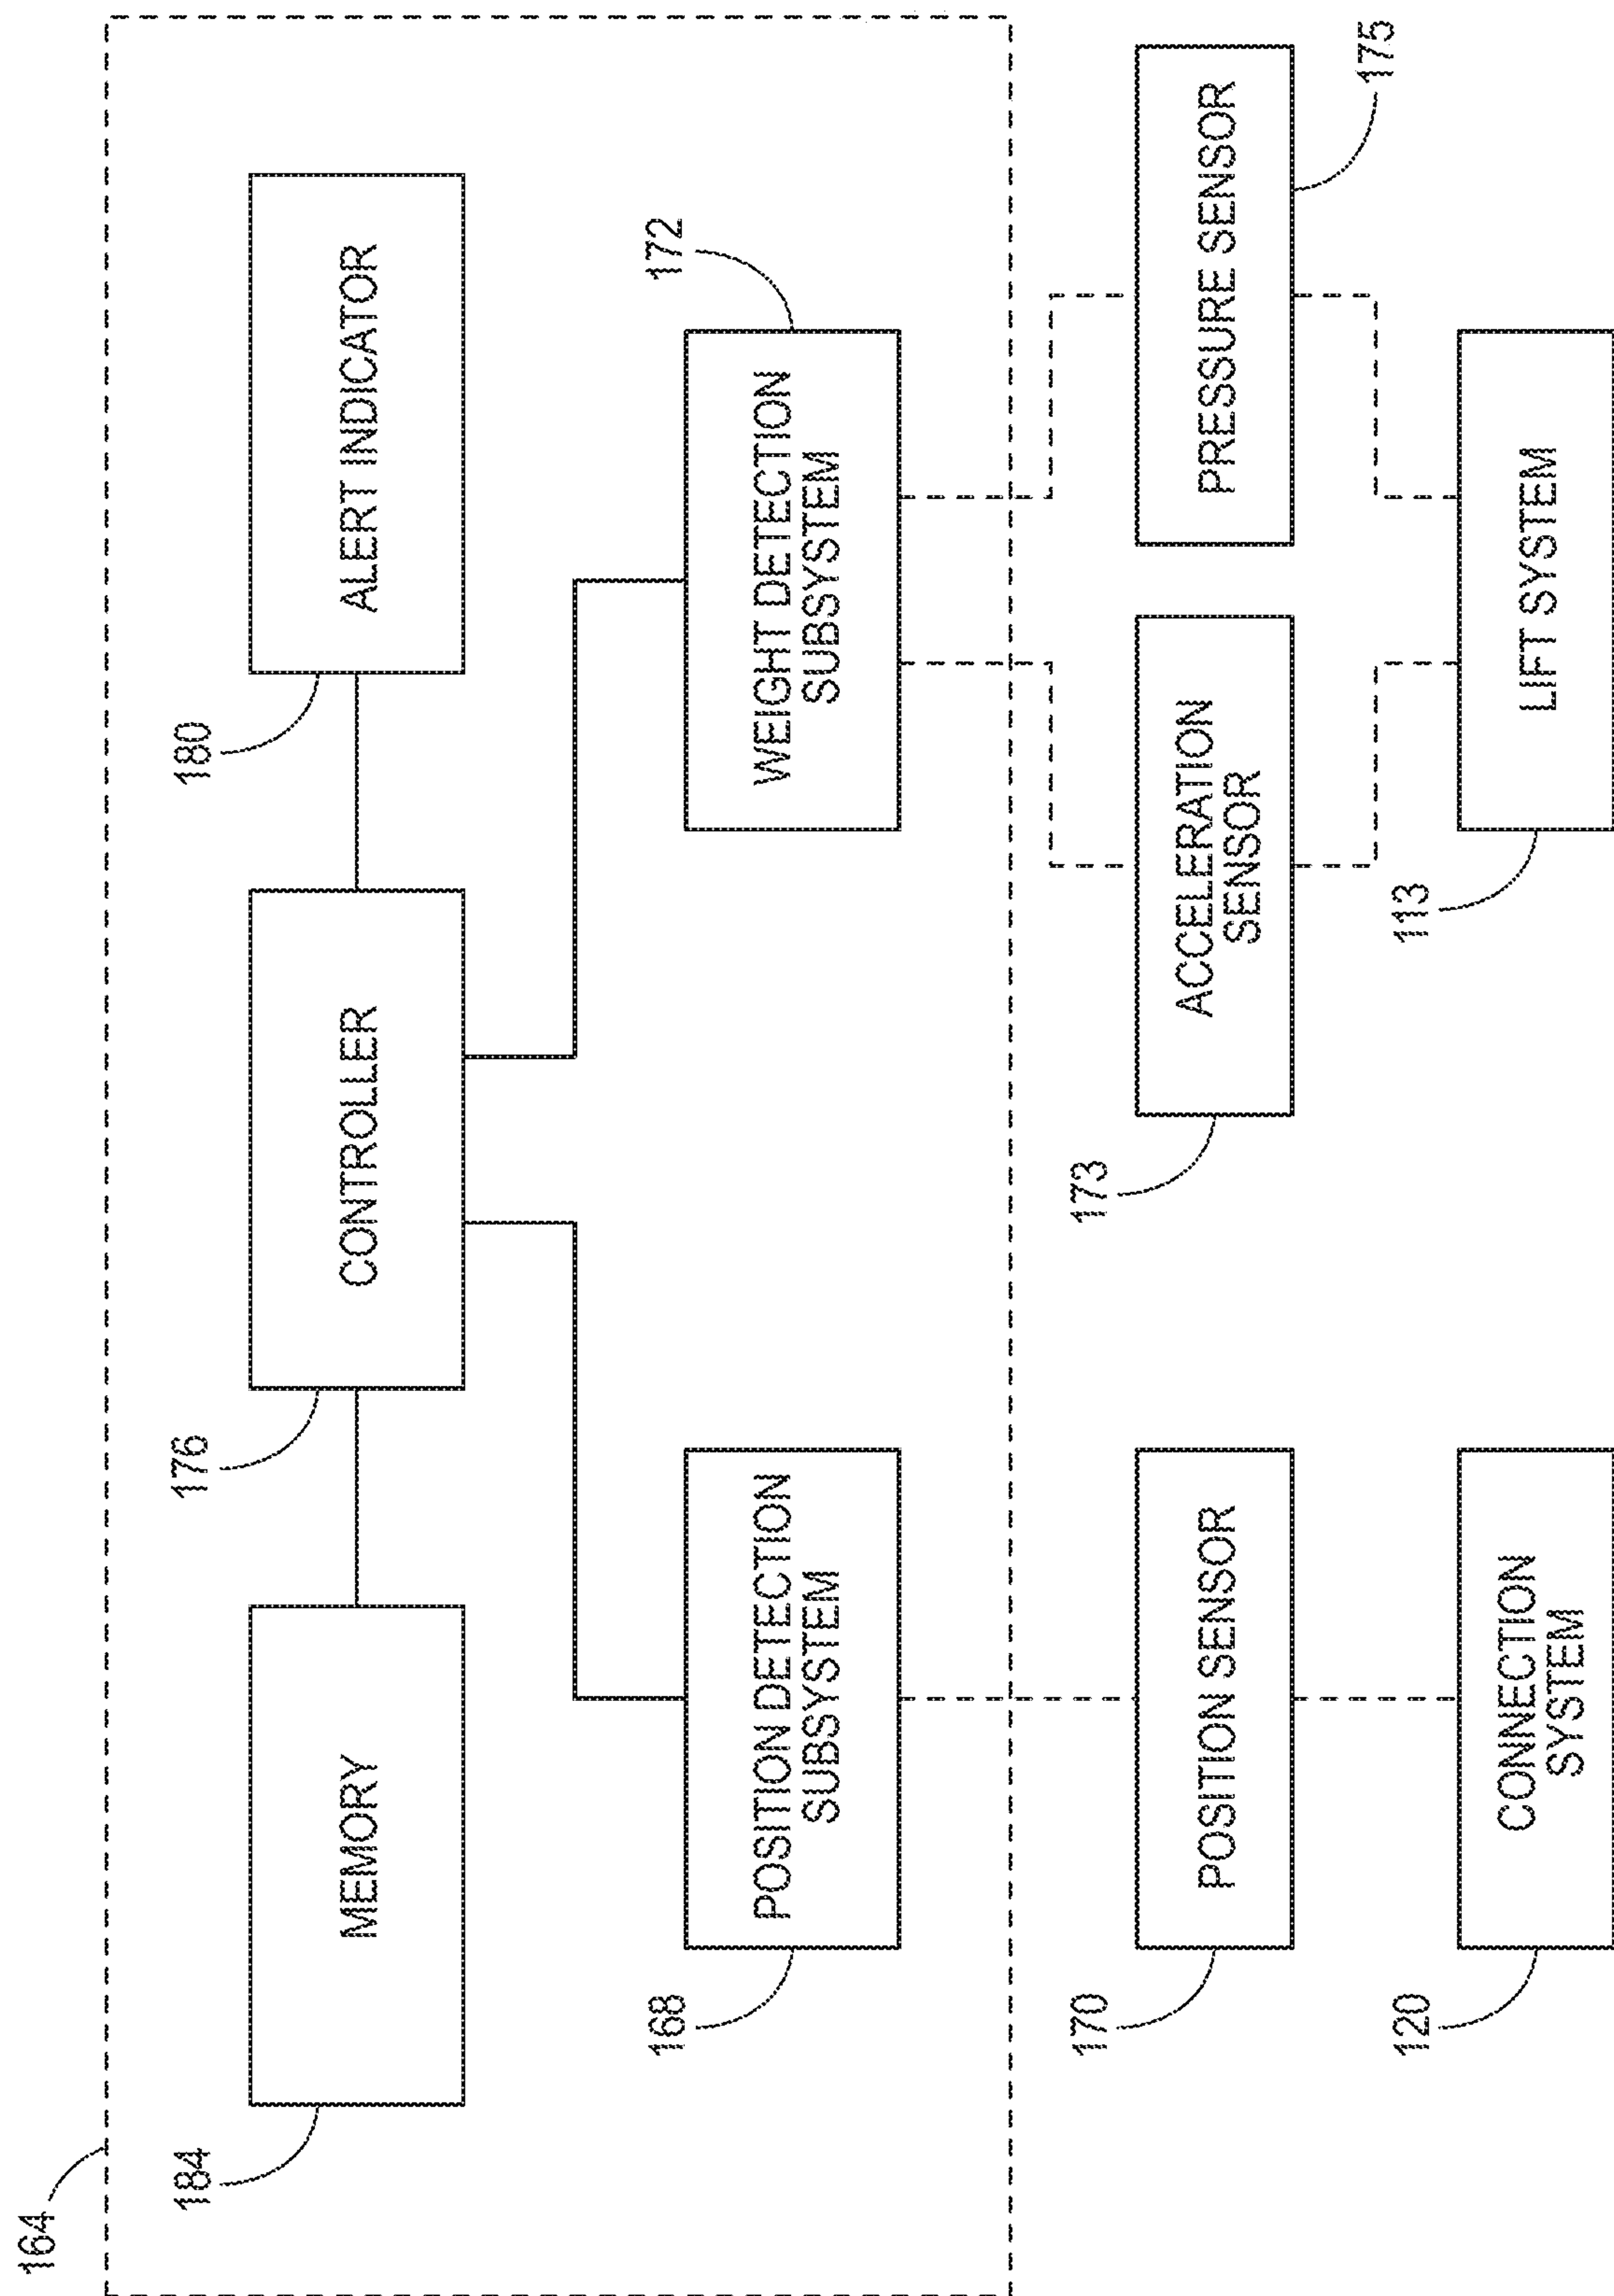 164
184
MEMORY
176
CONTROLLER
180
ALERT INDICATOR
168
POSITION DETECTION
SUBSYSTEM
172
WEIGHT DETECTION
SUBSYSTEM
170
POSITION SENSOR
173
ACCELERATION
SENSOR
PRESSURE SENSOR
175
120
CONNECTION
SYSTEM
113
LIFT SYSTEM